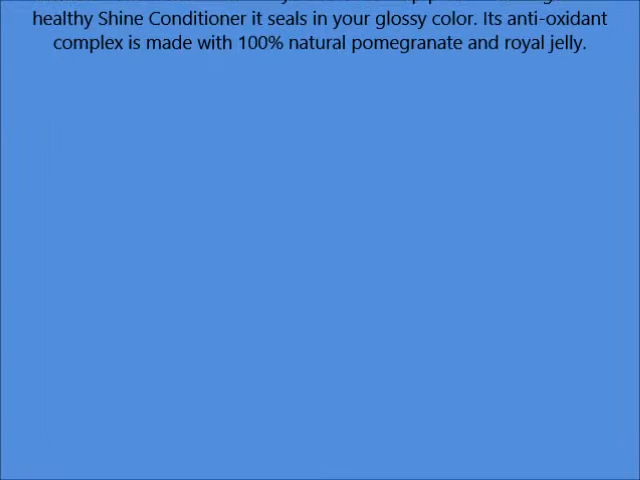 healthy Shine Conditioner it seals in your glossy color. Its anti-oxidant
complex is made with 100% natural pomegranate and royal jelly.